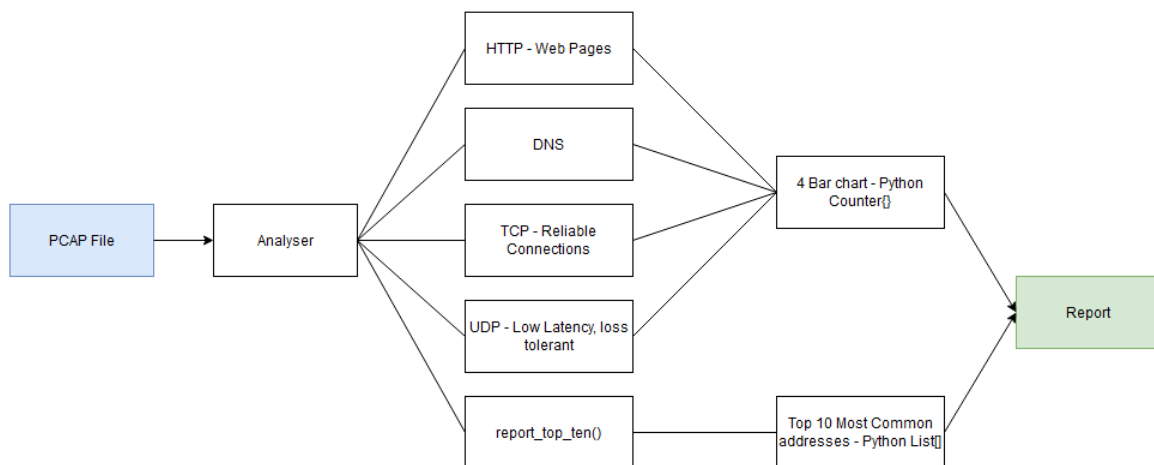 HTTP - Web Pages
DNS
4 Bar chart - Python
Counter{}
PCAP File
Analyser
TCP - Reliable
Connections
Report
UDP - Low Latency, loss
tolerant
report_top_ten()
Top 10 Most Common
addresses - Python List[]